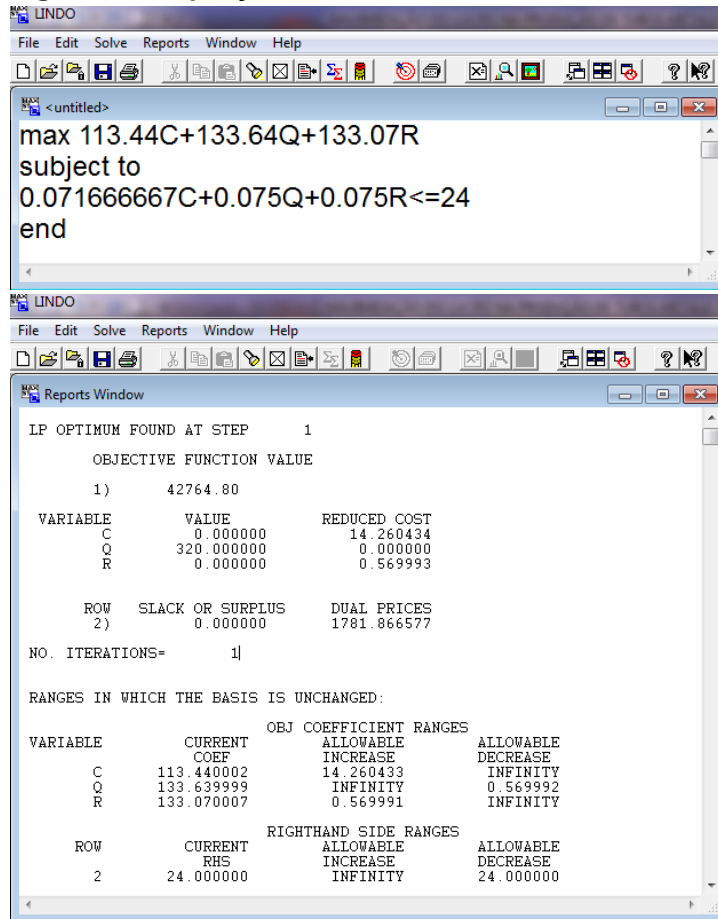 LINDO
File Edit Solve Reports Window Help
<untitled>
max 113.44C+133.64Q+133.07R
subject to
0.071666667C+0.075Q+0.075R<=24
end
LINDO
File Edit Solve Reports Window Help
Reports Window
LP OPTIMUM FOUND AT STEP 1
OBJECTIVE FUNCTION VALUE
1) 42764.80
VARIABLE VALUE REDUCED COST
C 0.000000 14.260434
Q 320.000000 0.000000
R 0.000000 0.569993
ROW SLACK OR SURPLUS DUAL PRICES
2) 0.000000 1781.866577
NO. ITERATIONS= 1
RANGES IN WHICH THE BASIS IS UNCHANGED:
OBJ COEFFICIENT RANGES
VARIABLE CURRENT ALLOWABLE ALLOWABLE
COEF INCREASE DECREASE
C 113.440002 14.260433 INFINITY
Q 133.639999 INFINITY 0.569992
R 133.070007 0.569991 INFINITY
RIGHTHAND SIDE RANGES
ROW CURRENT ALLOWABLE ALLOWABLE
RHS INCREASE DECREASE
2 24.000000 INFINITY 24.000000